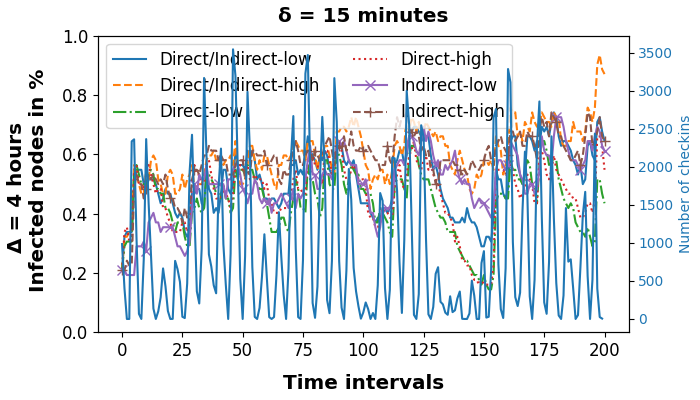 δ = 15 minutes
Δ = 4 hours
Infected nodes in %
1.0
0.8
0.6
0.4
0.2
0.0
Direct/Indirect-low
Direct/Indirect-high
Direct-low
Direct-high
Indirect-low
Indirect-high
3500
3000
2500
2000
1500
1000
500
0
Number of checkins
0 25 50 75 100 125 150 175 200
Time intervals